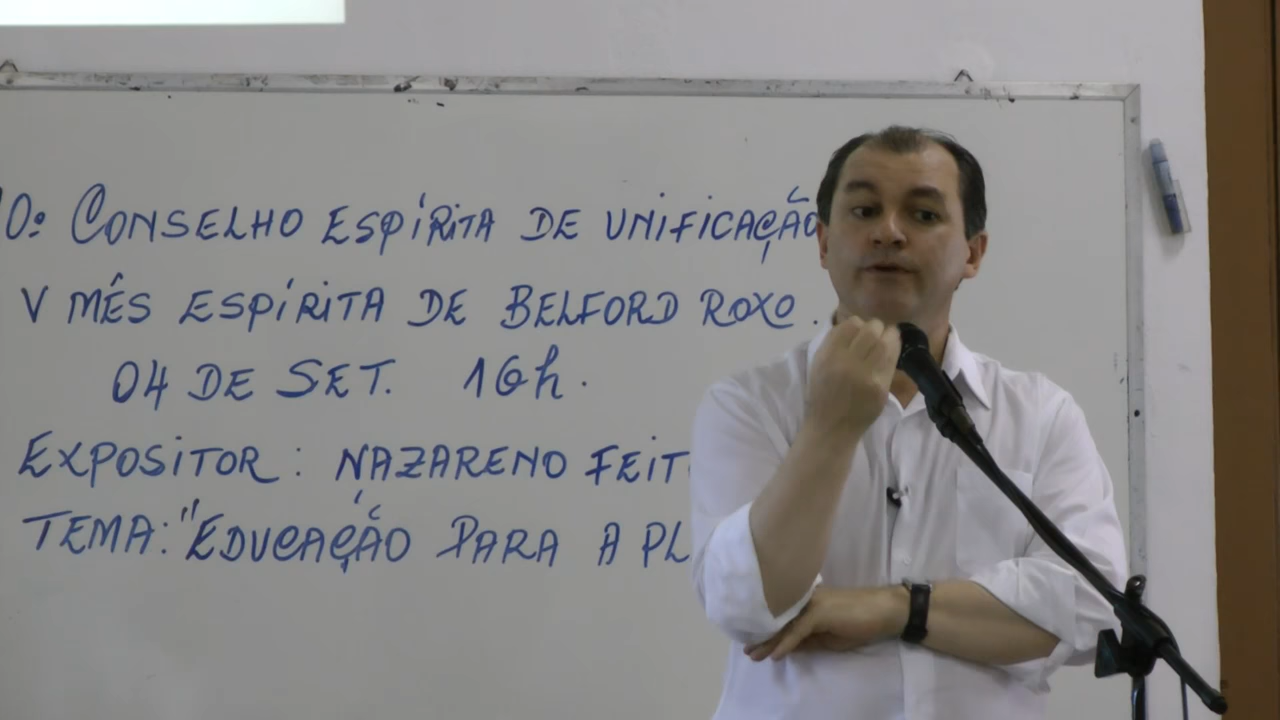 CONSELHO ESPÍRITA DE UNIFICAÇÃO
V MÊS ESPÍRITA DE BELFORD ROXO.
04 DE SET. 16h.
EXPOSITOR: NAZARENO FEIT
TEMA: "EDUCAÇÃO PARA A PL